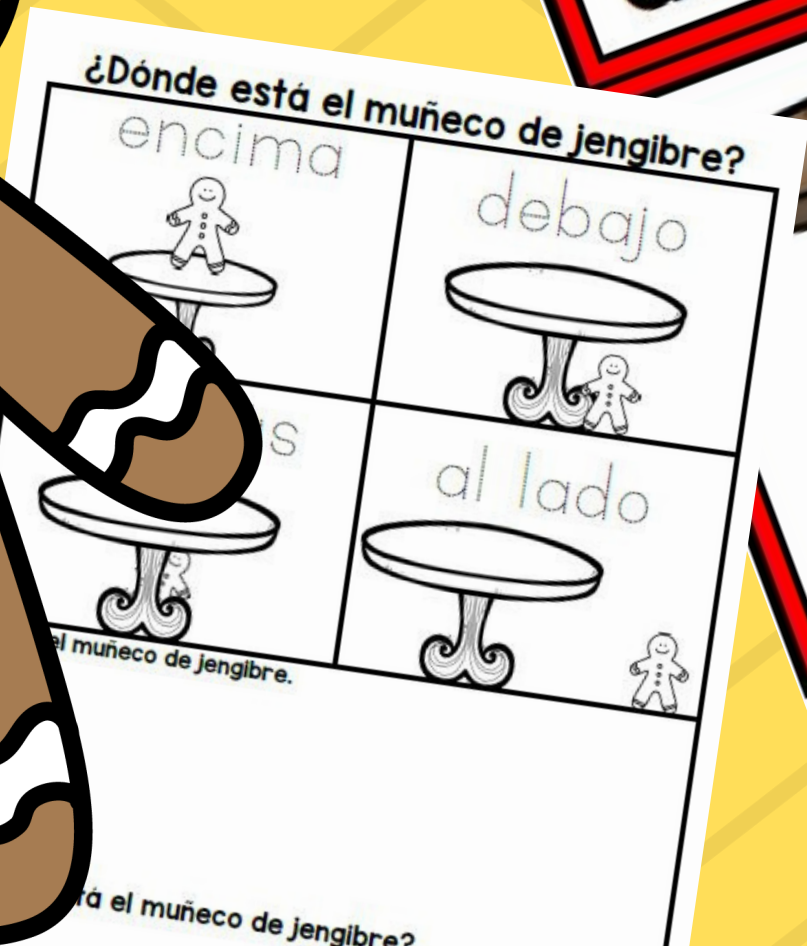 ¿Dónde está el muñeco de jengibre?
encima
debajo
al lado
el muñeco de jengibre.
el muñeco de jengibre?